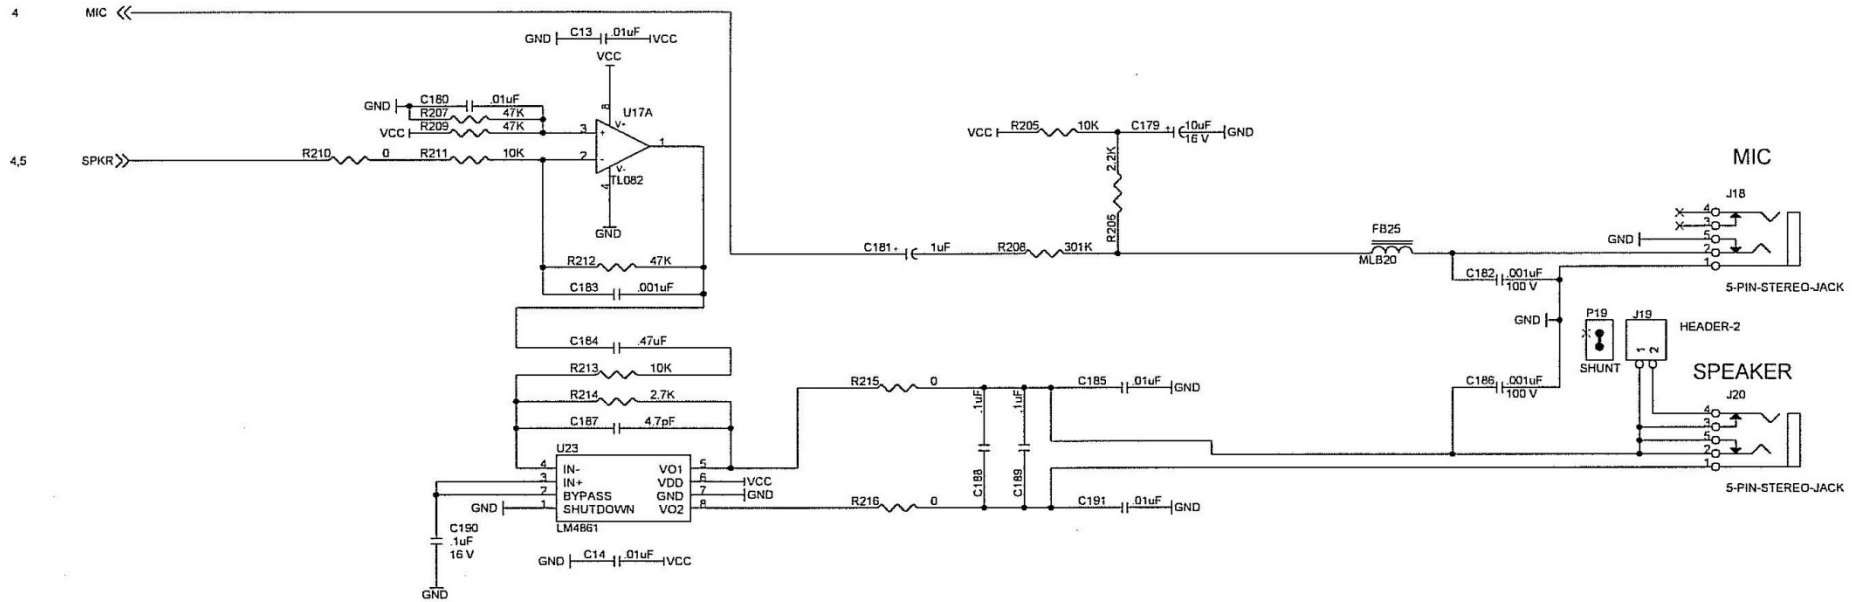 4 MIC
C13 .01uF
GND VCC
VCC
C180 .01uF
GND
R207 47K
VCC R209 47K
8
U17A
V+
3 +
1
2 -
V-
TL082
4
GND
4,5 SPKR
R210 0 R211 10K
R212 47K
C183 .001uF
VCC R205 10K C179 + 10uF GND
16 V
2.2K
R206
C181 + 1uF R208 301K
FB25
MLB20
MIC
J18
4
3
GND 5
2
1
C182 .001uF
100 V
5-PIN-STEREO-JACK
GND
P19
SHUNT
J19
1 2
HEADER-2
C184 .47uF
R213 10K
R214 2.7K
C187 4.7pF
U23
4 IN- VO1 5
3 IN+ VDD 6 VCC
2 BYPASS GND 7 GND
GND 1 SHUTDOWN VO2 8
LM4861
C190
.1uF
16 V
GND
GND C14 .01uF VCC
R215 0
.1uF .1uF
C185 .01uF GND
C188 C189
R216 0
C191 .01uF GND
C186 .001uF
100 V
SPEAKER
J20
4
3
5
2
1
5-PIN-STEREO-JACK